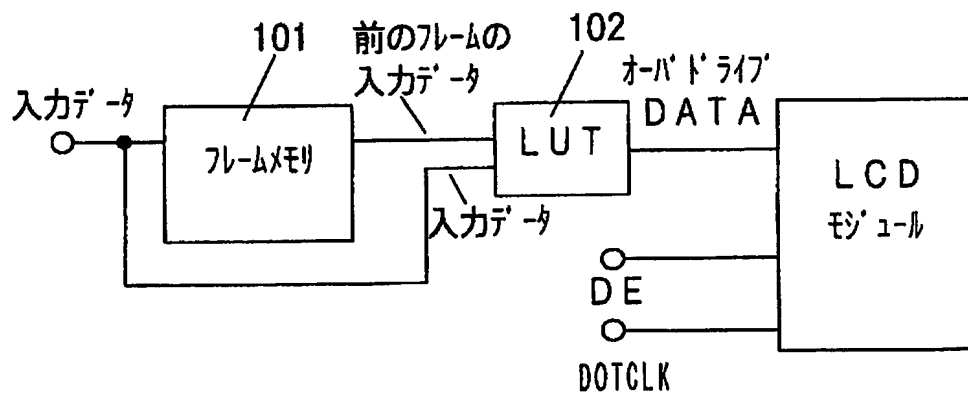 101
前のフレームの
入力データ
102
オーバドライブ
DATA
入力データ
フレームメモリ
LUT
入力データ
LCD
モジュール
DE
DOTCLK